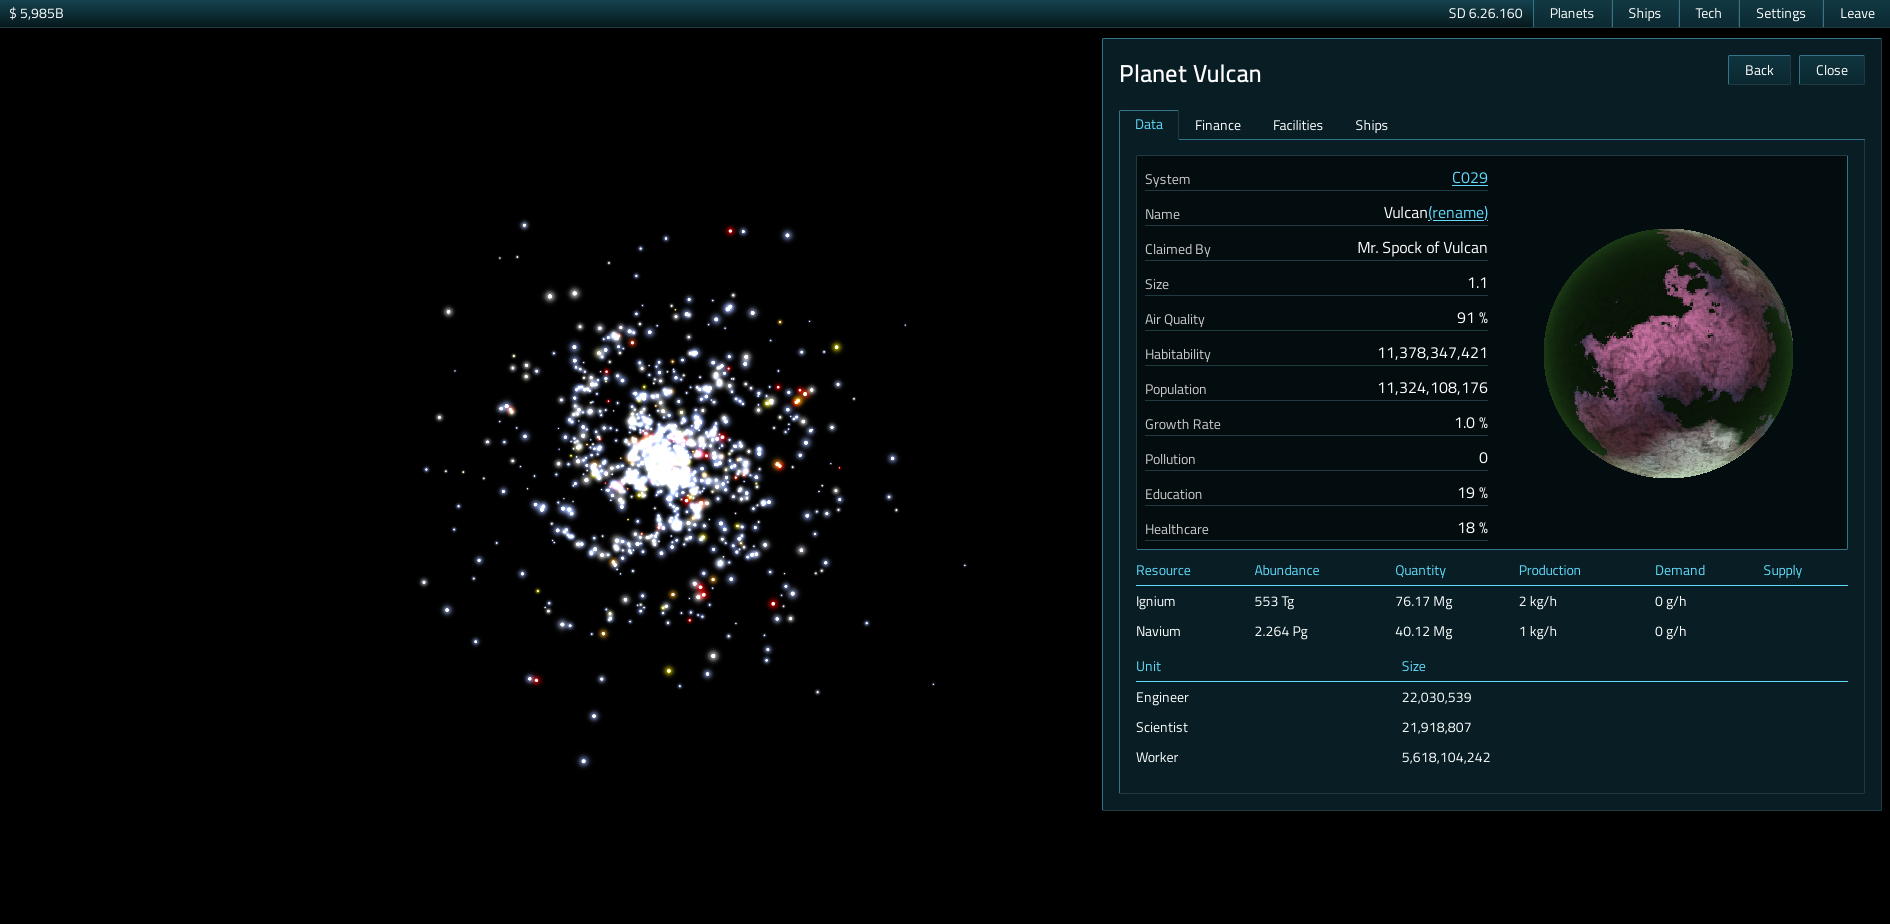 $ 5,985B SD 6.26.160 Planets Ships Tech Settings Leave
Planet Vulcan Back Close
Data Finance Facilities Ships
System C029
Name Vulcan(rename)
Claimed By Mr. Spock of Vulcan
Size 1.1
Air Quality 91 %
Habitability 11,378,347,421
Population 11,324,108,176
Growth Rate 1.0 %
Pollution 0
Education 19 %
Healthcare 18 %
Resource Abundance Quantity Production Demand Supply
Ignium 553 Tg 76.17 Mg 2 kg/h 0 g/h
Navium 2.264 Pg 40.12 Mg 1 kg/h 0 g/h
Unit Size
Engineer 22,030,539
Scientist 21,918,807
Worker 5,618,104,242